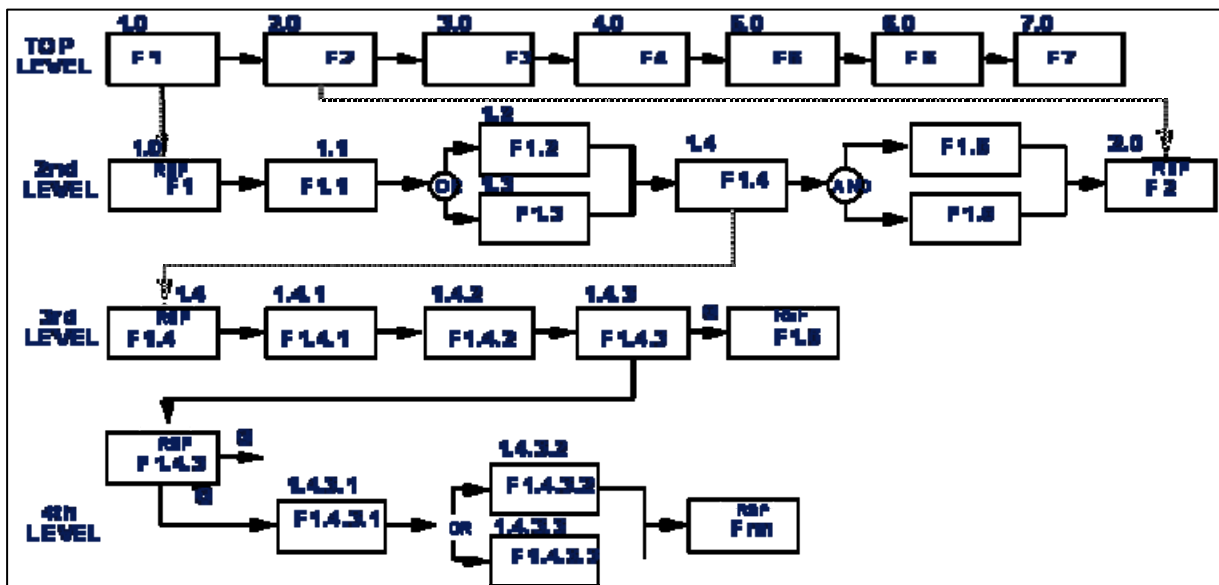 1.0 2.0 3.0 4.0 5.0 6.0 7.0
TOP LEVEL
F1 F2 F3 F4 F5 F6 F7
2nd LEVEL
1.0 REF F1
1.1 F1.1
OR
1.2 F1.2
1.3 F1.3
1.4 F1.4
AND
F1.5
F1.6
2.0 REF F2
3rd LEVEL
1.4 REF F1.4
1.4.1 F1.4.1
1.4.2 F1.4.2
1.4.3 F1.4.3
G
REF F1.5
REF F1.4.3
G
4th LEVEL
1.4.3.1 F1.4.3.1
OR
1.4.3.2 F1.4.3.2
1.4.3.3 F1.4.3.3
REF Fnn